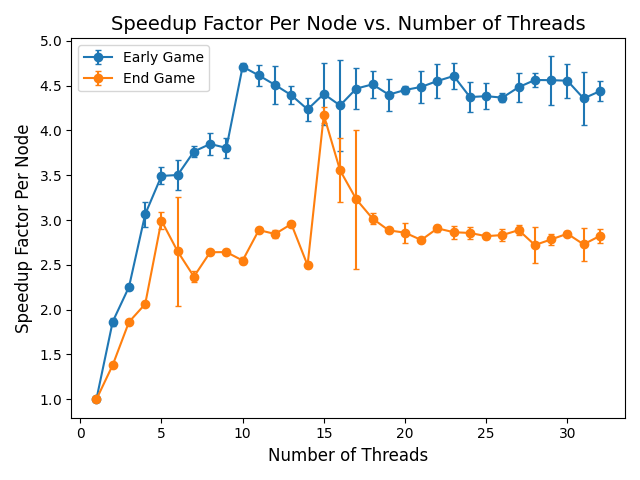 Speedup Factor Per Node vs. Number of Threads
Early Game
End Game
Speedup Factor Per Node
5.0
4.5
4.0
3.5
3.0
2.5
2.0
1.5
1.0
0 5 10 15 20 25 30
Number of Threads